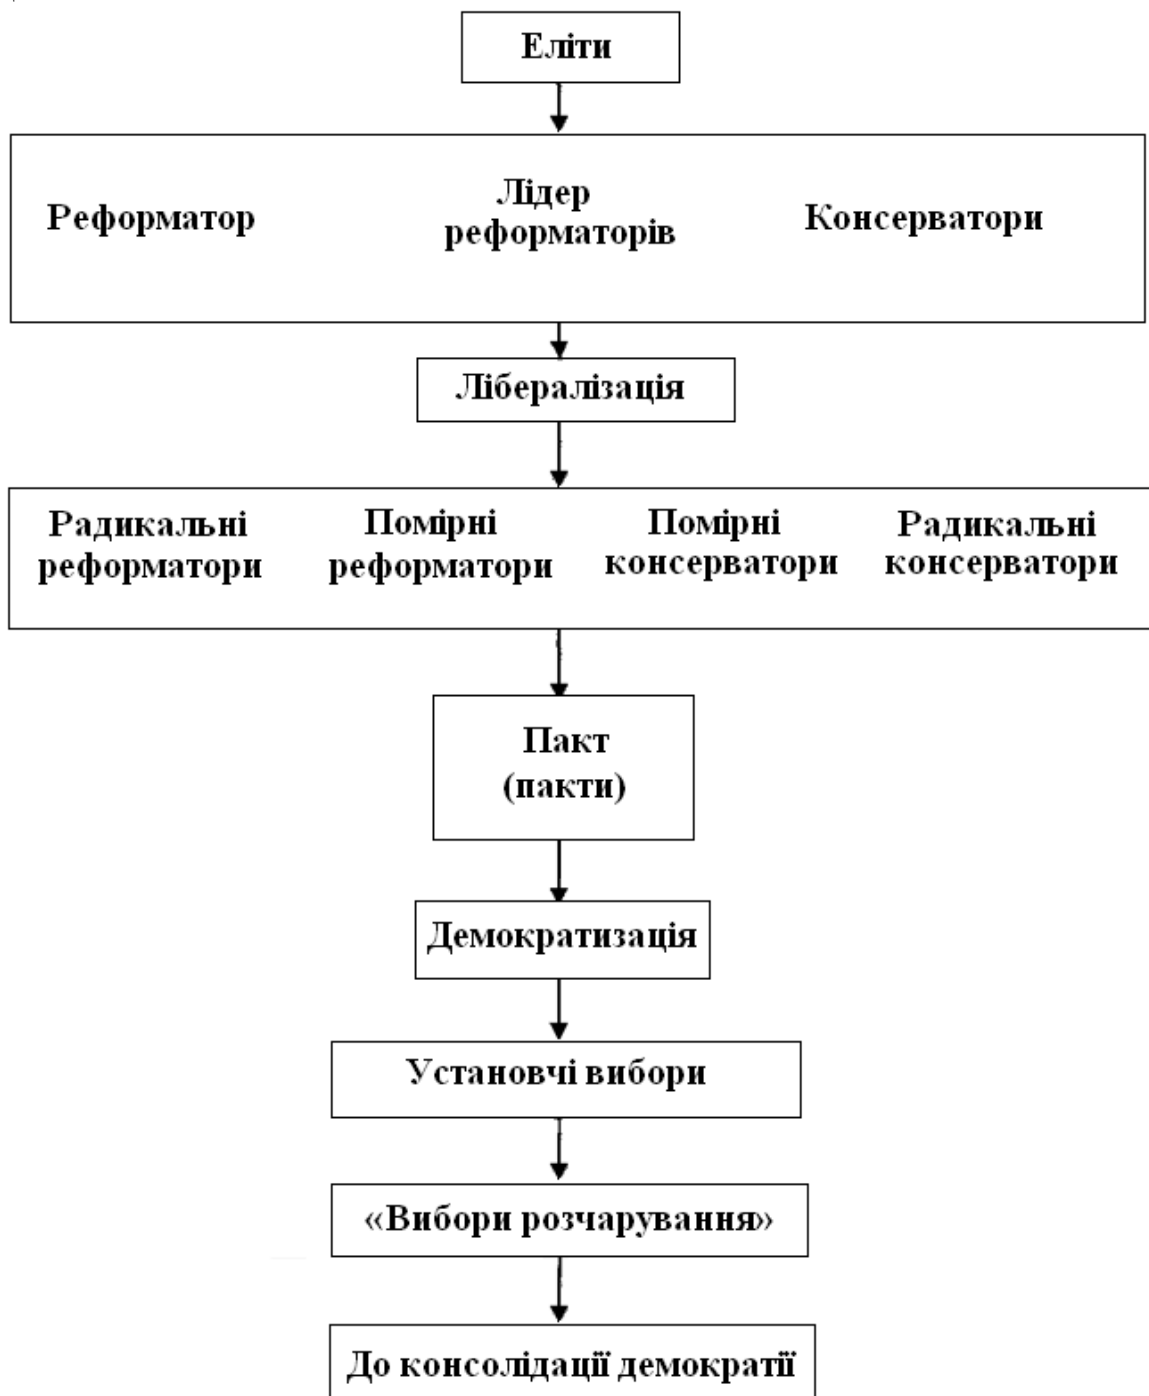 Еліти
Реформатор
Лідер
реформаторів
Консерватори
Лібералізація
Радикальні
реформатори
Помірні
реформатори
Помірні
консерватори
Радикальні
консерватори
Пакт
(пакти)
Демократизація
Установчі вибори
«Вибори розчарування»
До консолідації демократії